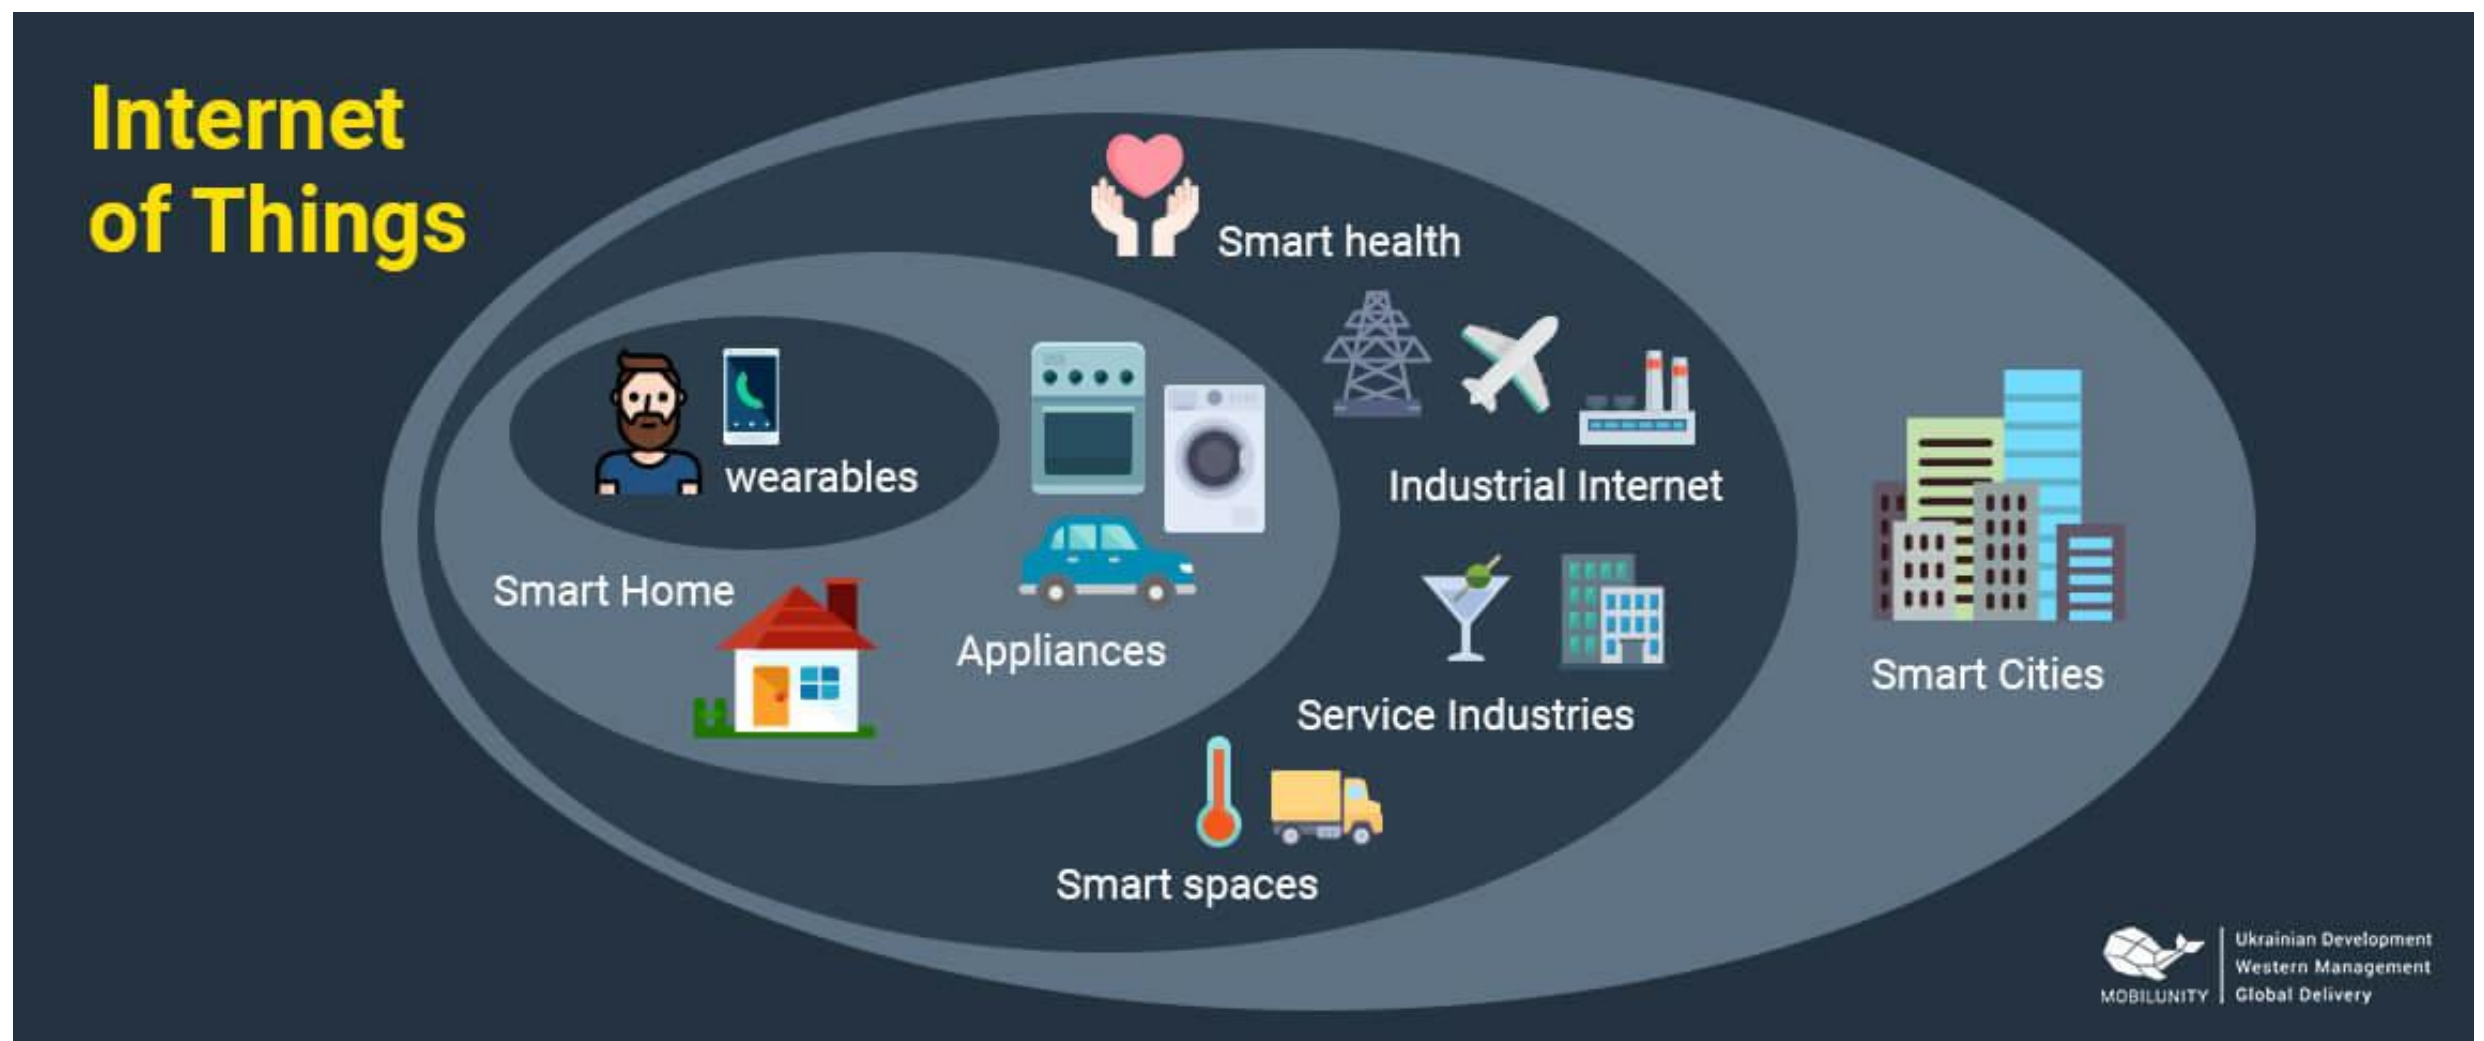 Internet
of Things
Smart health
wearables
Industrial Internet
Smart Home
Appliances
Smart Cities
Service Industries
Smart spaces
MOBILUNITY
Ukrainian Development
Western Management
Global Delivery